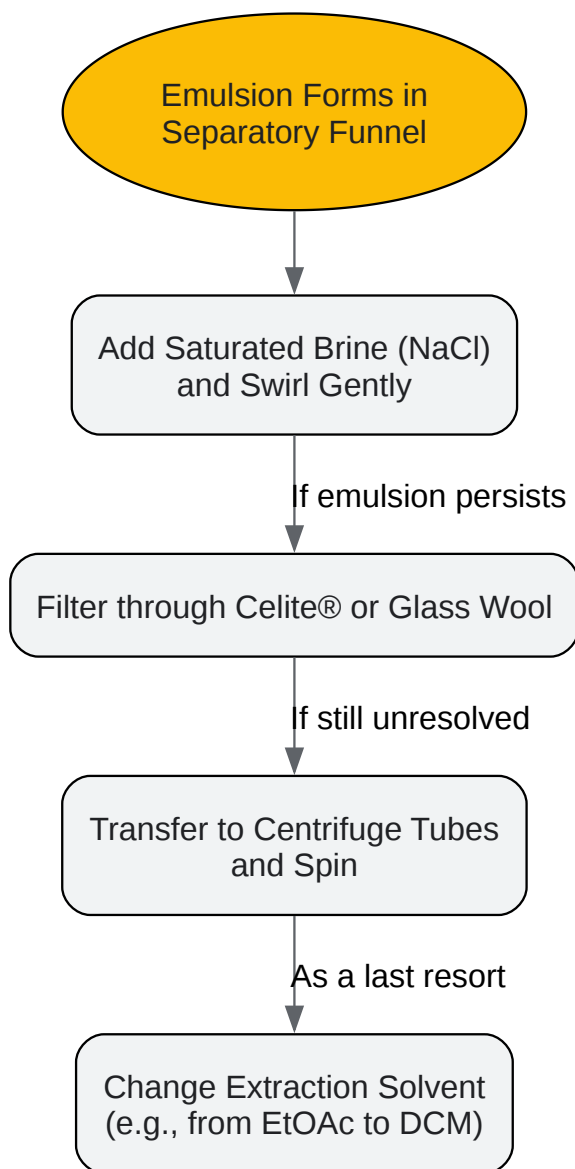 Emulsion Forms in
Separatory Funnel
Add Saturated Brine (NaCl)
and Swirl Gently
If emulsion persists
Filter through Celite® or Glass Wool
If still unresolved
Transfer to Centrifuge Tubes
and Spin
As a last resort
Change Extraction Solvent
(e.g., from EtOAc to DCM)